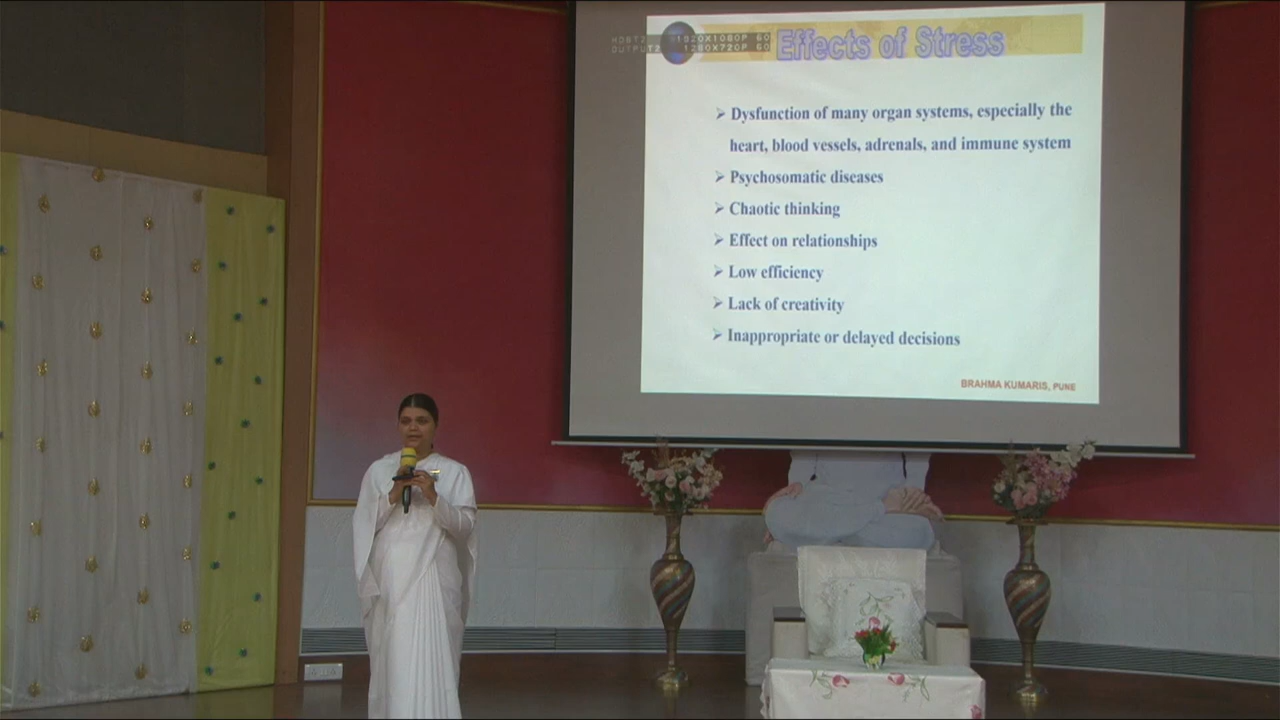 HDBT2 1920X1080P 60
OUTPUT2 1280X720P 60
Effects of Stress
➢ Dysfunction of many organ systems, especially the
heart, blood vessels, adrenals, and immune system
➢ Psychosomatic diseases
➢ Chaotic thinking
➢ Effect on relationships
➢ Low efficiency
➢ Lack of creativity
➢ Inappropriate or delayed decisions
BRAHMA KUMARIS, PUNE